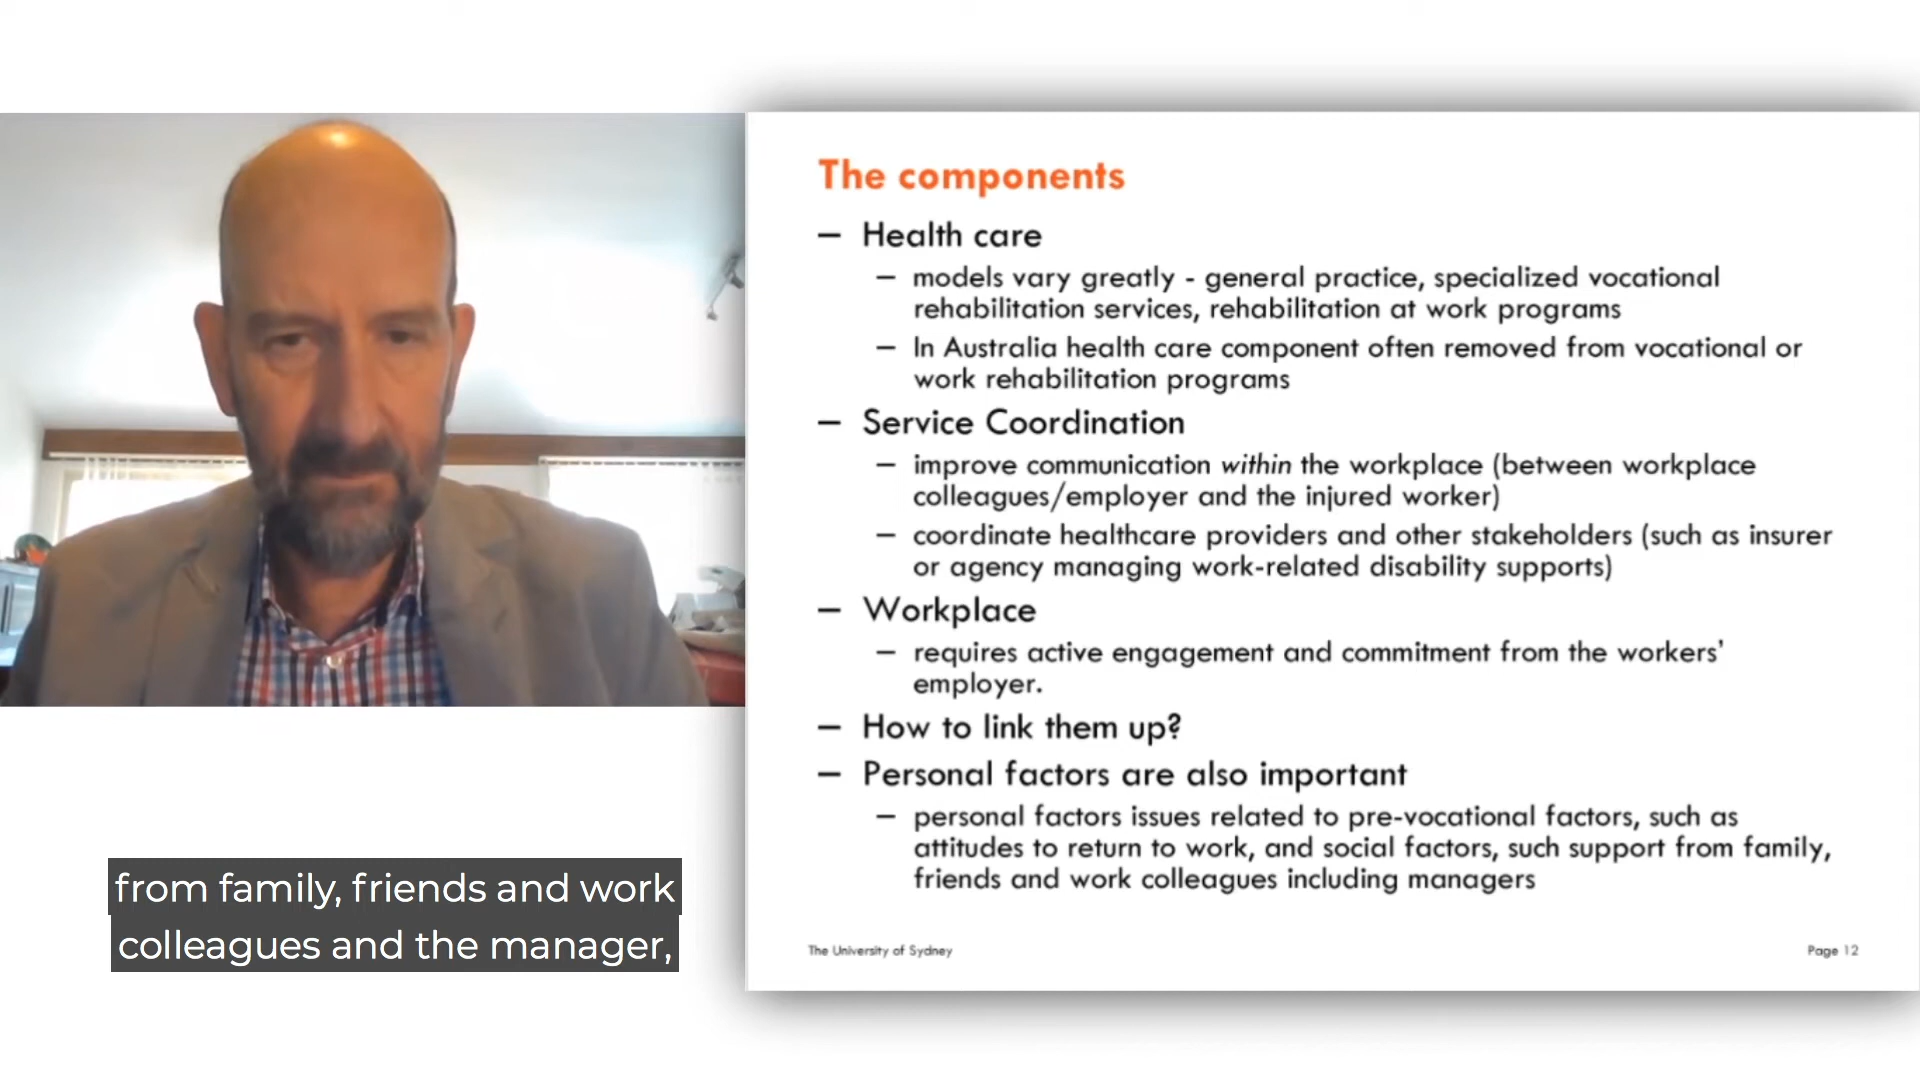 The components
– Health care
– models vary greatly - general practice, specialized vocational
rehabilitation services, rehabilitation at work programs
– In Australia health care component often removed from vocational or
work rehabilitation programs
– Service Coordination
– improve communication within the workplace (between workplace
colleagues/employer and the injured worker)
– coordinate healthcare providers and other stakeholders (such as insurer
or agency managing work-related disability supports)
– Workplace
– requires active engagement and commitment from the workers'
employer.
– How to link them up?
– Personal factors are also important
– personal factors issues related to pre-vocational factors, such as
attitudes to return to work, and social factors, such support from family,
friends and work colleagues including managers
The University of Sydney
Page 12
from family, friends and work
colleagues and the manager,